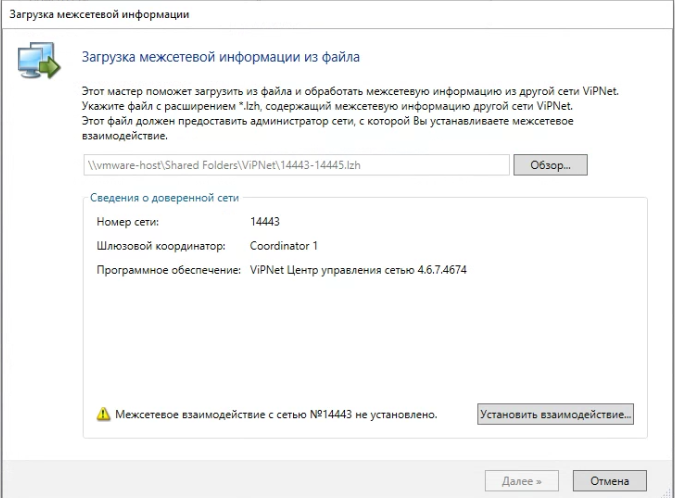 Загрузка межсетевой информации
Загрузка межсетевой информации из файла
Этот мастер поможет загрузить из файла и обработать межсетевую информацию из другой сети ViPNet.
Укажите файл с расширением *.lzh, содержащий межсетевую информацию другой сети ViPNet.
Этот файл должен предоставить администратор сети, с которой Вы устанавливаете межсетевое
взаимодействие.
\\vmware-host\Shared Folders\ViPNet\14443-14445.lzh Обзор...
Сведения о доверенной сети
Номер сети: 14443
Шлюзовой координатор: Coordinator 1
Программное обеспечение: ViPNet Центр управления сетью 4.6.7.4674
Межсетевое взаимодействие с сетью №14443 не установлено. Установить взаимодействие...
Далее » Отмена